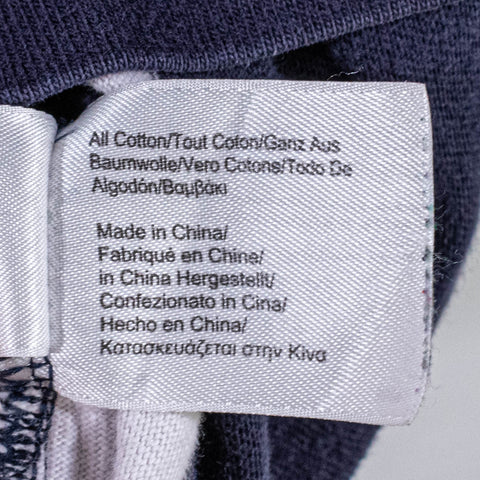 All Cotton/Tout Coton/Ganz Aus
Baumwolle/Vero Cotone/Todo De
Algodón/Βαμβάκι
Made in China/
Fabriqué en Chine/
in China Hergestellt/
Confezionato in Cina/
Hecho en China/
Κατασκευάζεται στην Κίνα